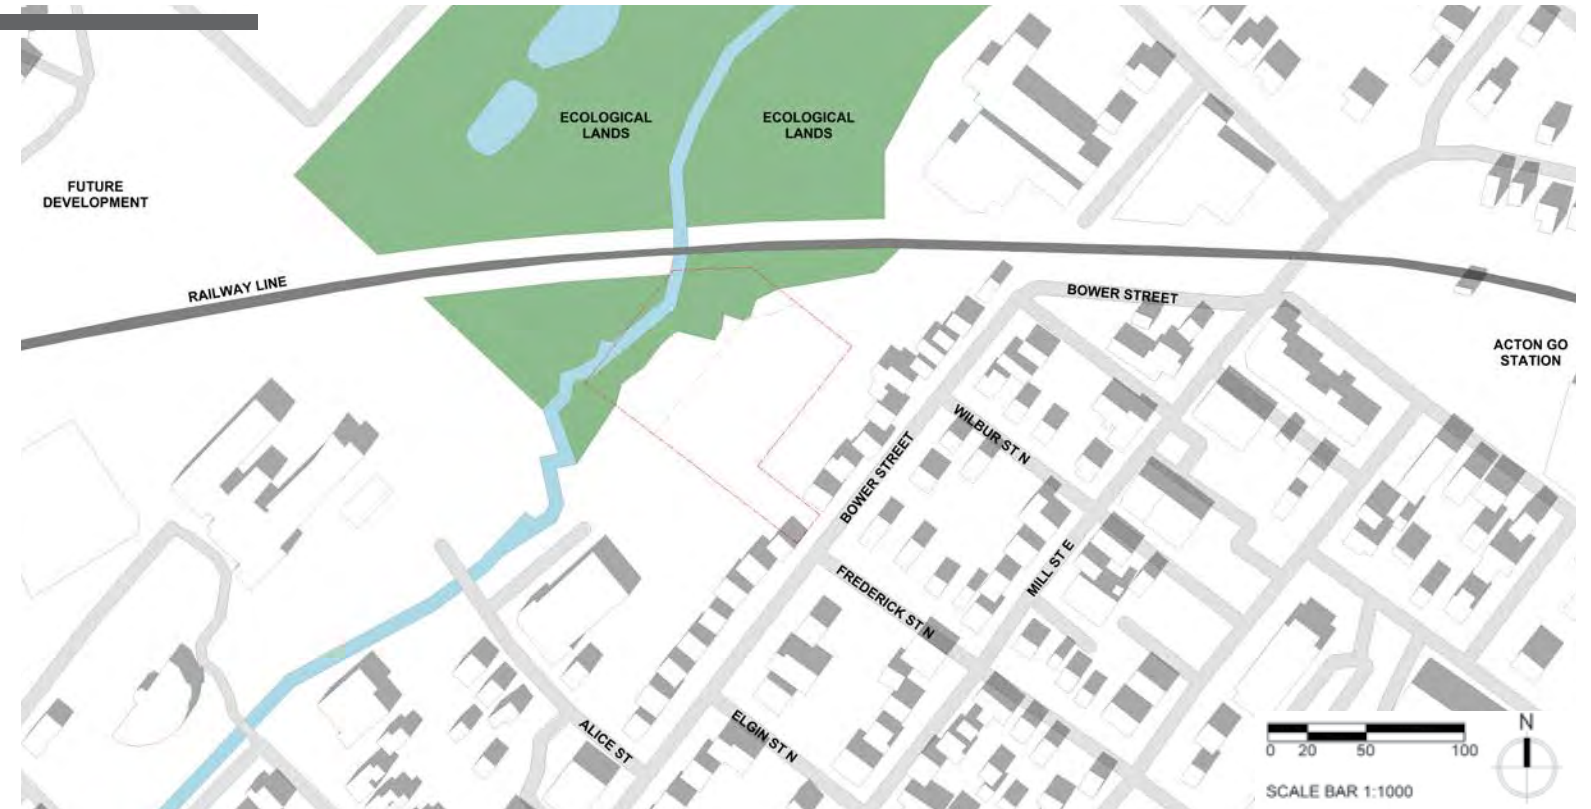 ECOLOGICAL
LANDS
ECOLOGICAL
LANDS
FUTURE
DEVELOPMENT
RAILWAY LINE
BOWER STREET
ACTON GO
STATION
WILBUR ST N
BOWER STREET
MILL ST E
FREDERICK ST N
ELGIN ST N
ALICE ST
N
0 20 50 100
SCALE BAR 1:1000